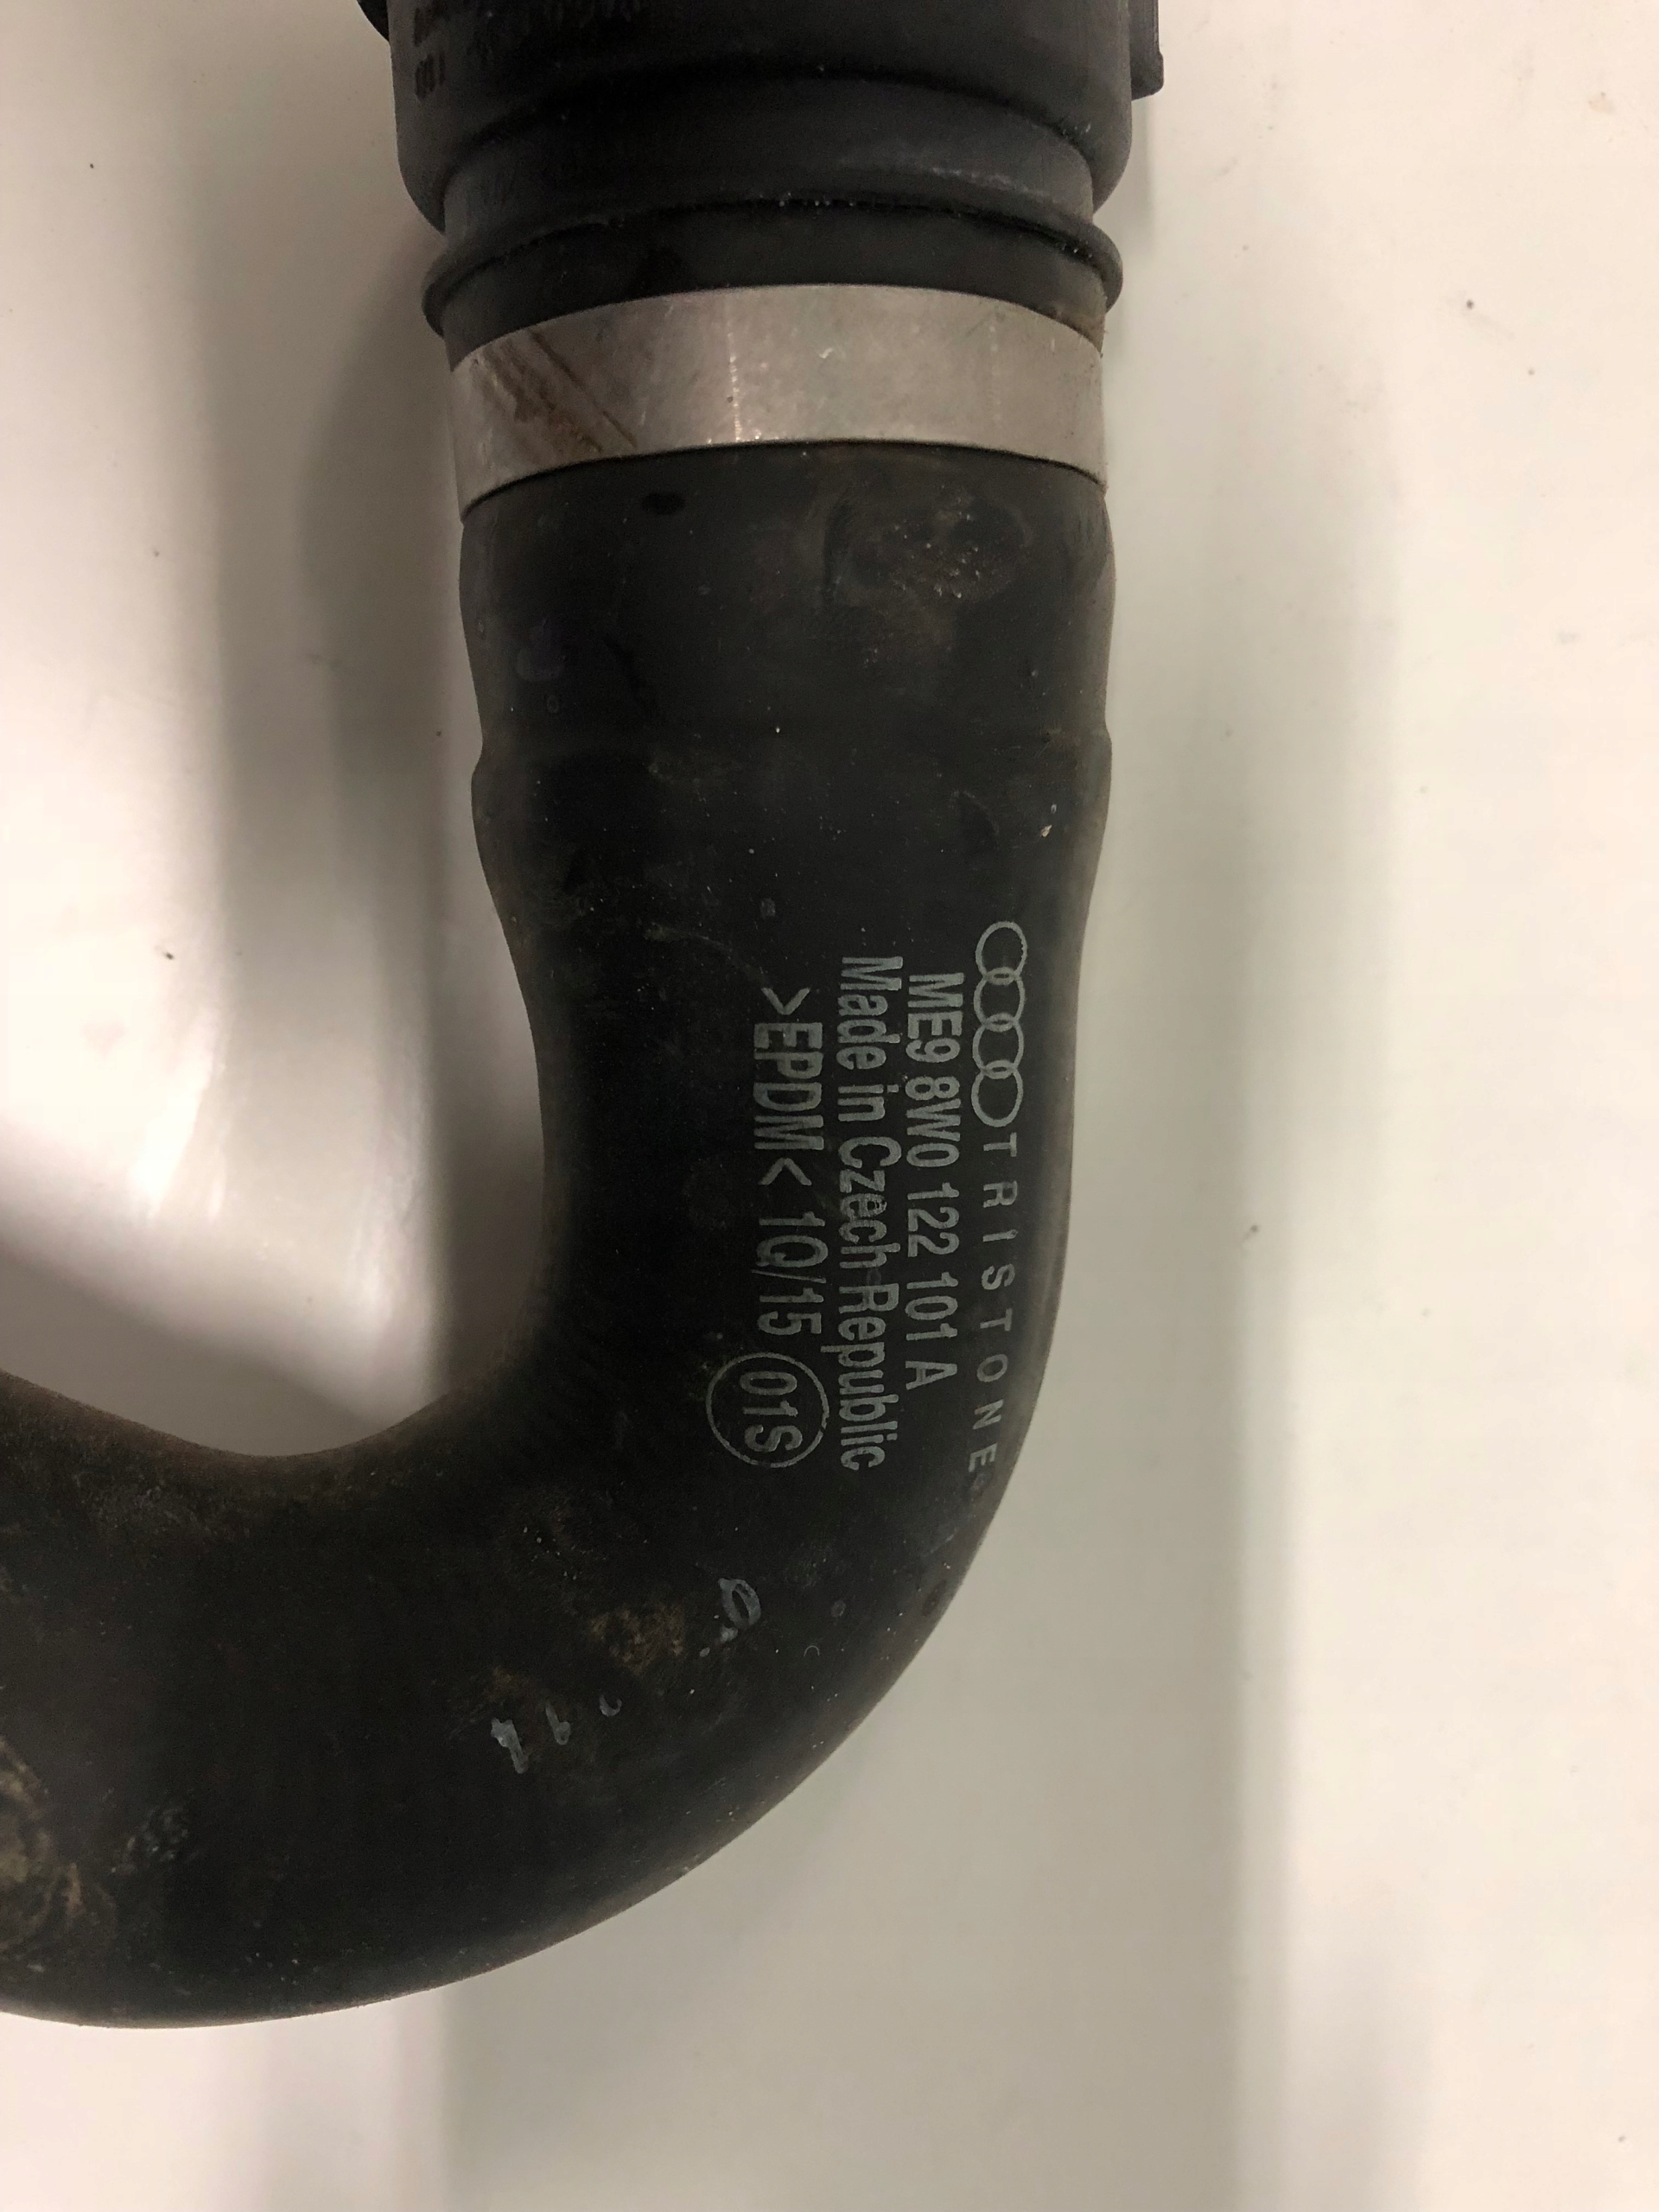 TRISTONE
ME9 8W0 122 101 A
Made in Czech Republic
>EPDM< 1Q/15 01S